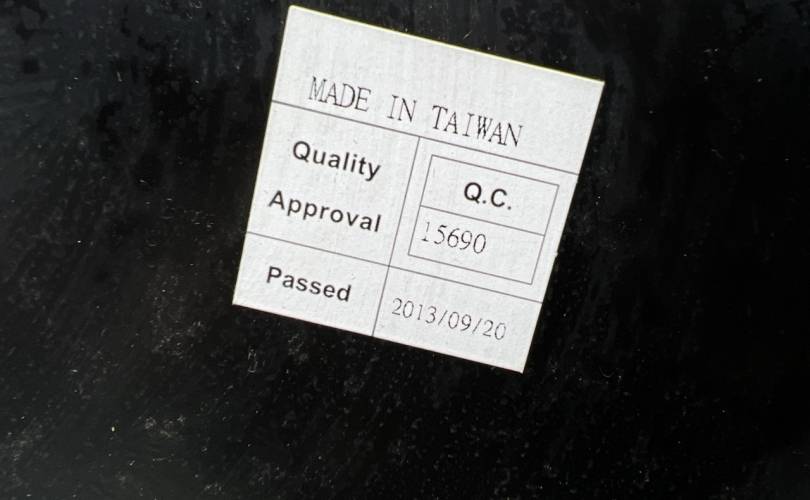 MADE IN TAIWAN
Quality
Approval
Q.C.
15690
Passed
2013/09/20